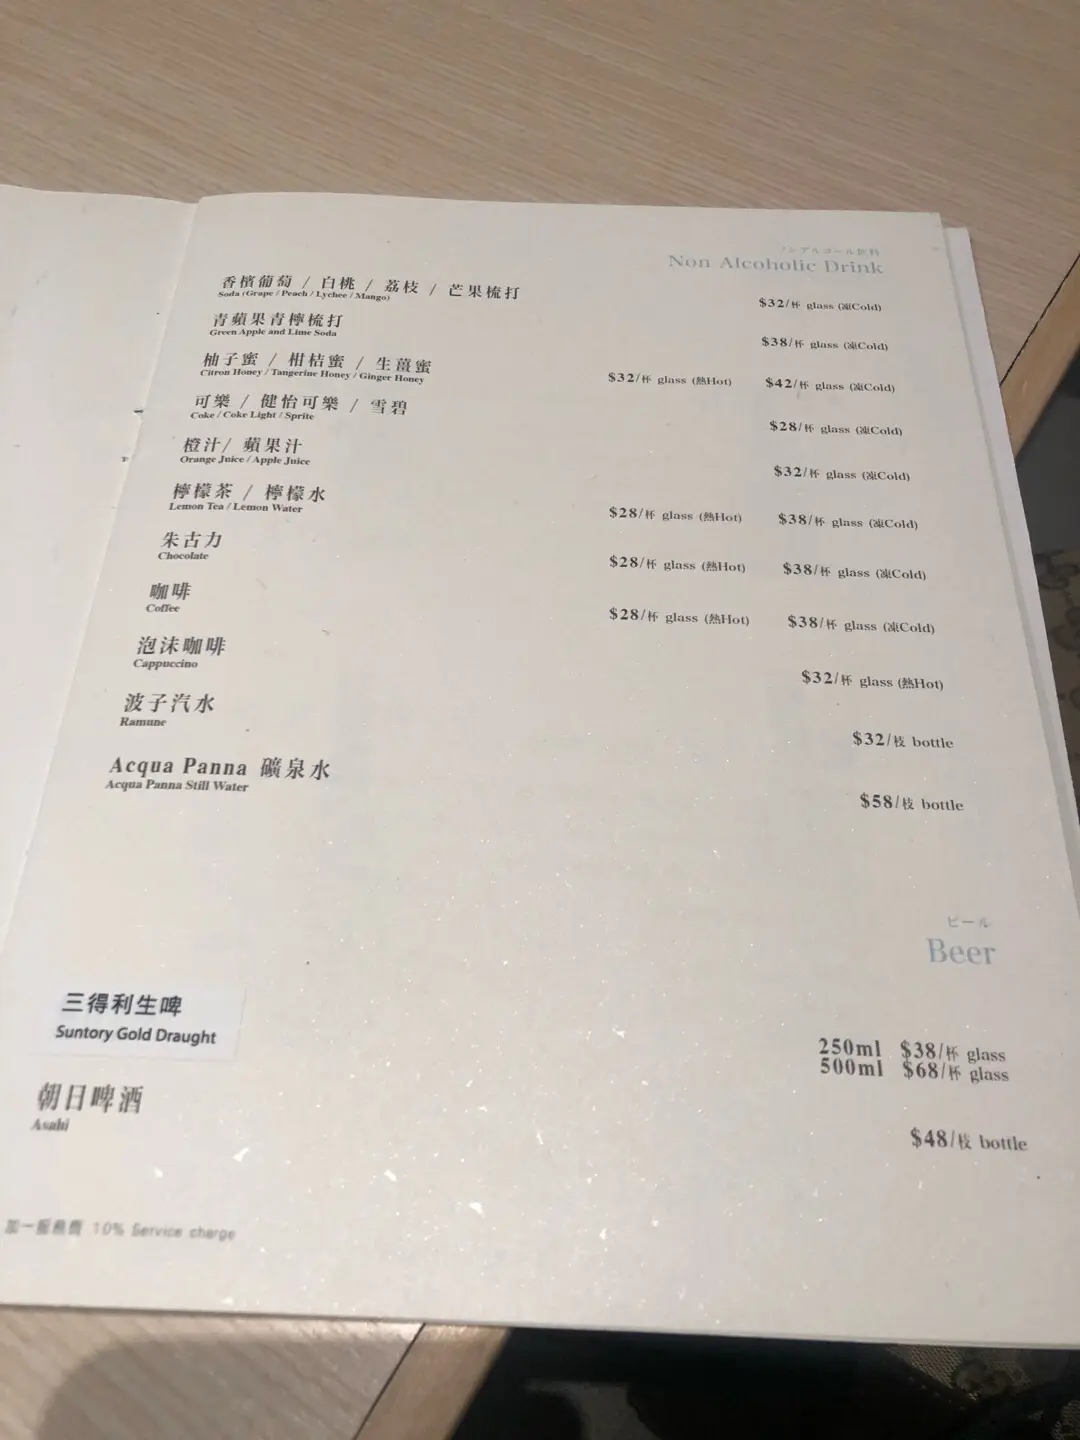 ノンアルコール飲料
Non Alcoholic Drink
香檳葡萄 / 白桃 / 荔枝 / 芒果梳打
Soda (Grape / Peach / Lychee / Mango)
$32/杯 glass (凍Cold)
青蘋果青檸梳打
Green Apple and Lime Soda
$38/杯 glass (凍Cold)
柚子蜜 / 柑桔蜜 / 生薑蜜
Citron Honey / Tangerine Honey / Ginger Honey
$32/杯 glass (熱Hot) $42/杯 glass (凍Cold)
可樂 / 健怡可樂 / 雪碧
Coke / Coke Light / Sprite
$28/杯 glass (凍Cold)
橙汁/ 蘋果汁
Orange Juice / Apple Juice
$32/杯 glass (凍Cold)
檸檬茶 / 檸檬水
Lemon Tea / Lemon Water
$28/杯 glass (熱Hot) $38/杯 glass (凍Cold)
朱古力
Chocolate
$28/杯 glass (熱Hot) $38/杯 glass (凍Cold)
咖啡
Coffee
$28/杯 glass (熱Hot) $38/杯 glass (凍Cold)
泡沫咖啡
Cappuccino
$32/杯 glass (熱Hot)
波子汽水
Ramune
$32/枝 bottle
Acqua Panna 礦泉水
Acqua Panna Still Water
$58/枝 bottle
ビール
Beer
三得利生啤
Suntory Gold Draught
250ml $38/杯 glass
500ml $68/杯 glass
朝日啤酒
Asahi
$48/枝 bottle
加一服務費 10% Service charge